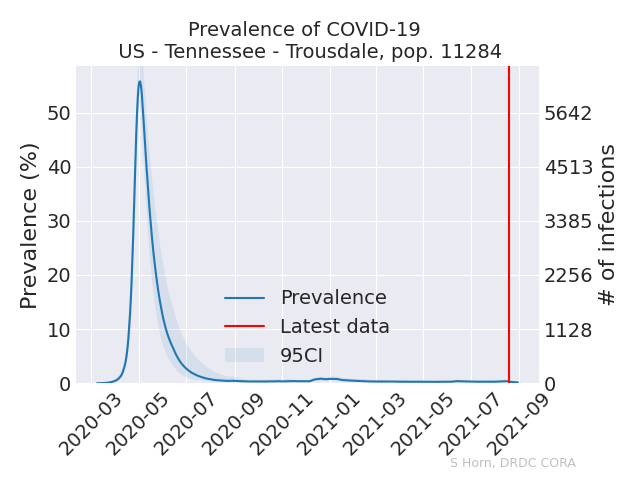 Prevalence of COVID-19
US - Tennessee - Trousdale, pop. 11284
Prevalence (%)
50
40
30
20
10
0
5642
4513
3385
2256
1128
0
# of infections
Prevalence
Latest data
95CI
2020-03
2020-05
2020-07
2020-09
2020-11
2021-01
2021-03
2021-05
2021-07
2021-09
S Horn, DRDC CORA